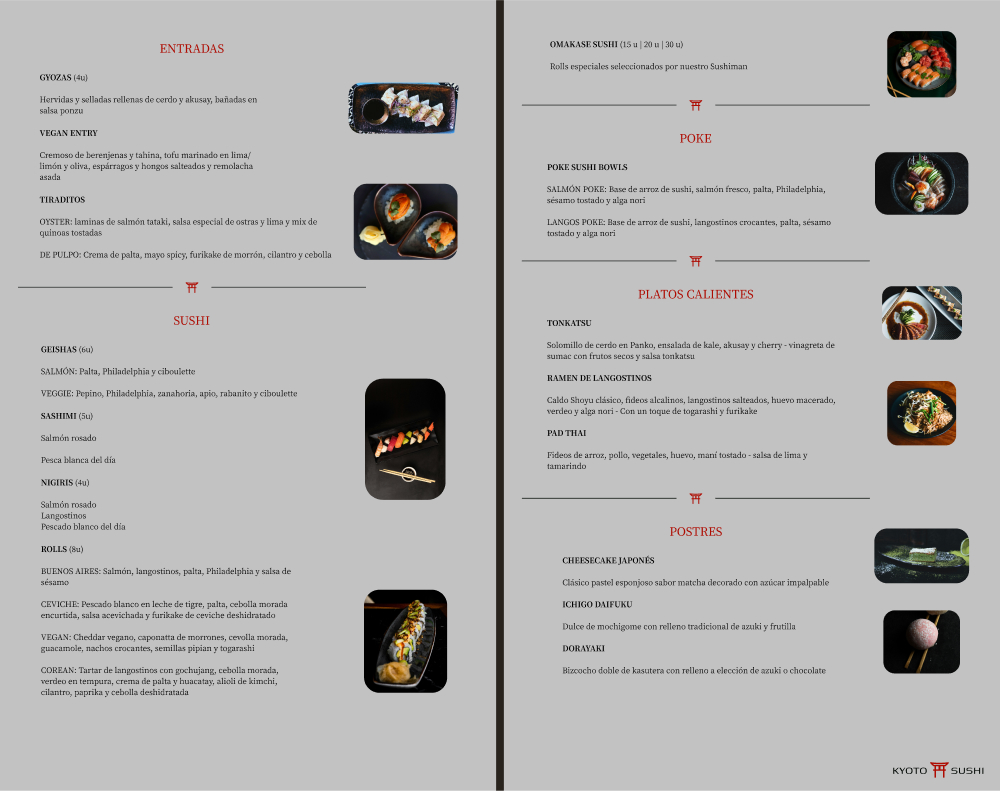 ENTRADAS
GYOZAS (4u)
Hervidas y selladas rellenas de cerdo y akusay, bañadas en
salsa ponzu
VEGAN ENTRY
Cremoso de berenjenas y tahina, tofu marinado en lima/
limón y oliva, espárragos y hongos salteados y remolacha
asada
TIRADITOS
OYSTER: laminas de salmón tataki, salsa especial de ostras y lima y mix de
quinoas tostadas
DE PULPO: Crema de palta, mayo spicy, furikake de morrón, cilantro y cebolla
SUSHI
GEISHAS (6u)
SALMÓN: Palta, Philadelphia y ciboulette
VEGGIE: Pepino, Philadelphia, zanahoria, apio, rabanito y ciboulette
SASHIMI (5u)
Salmón rosado
Pesca blanca del día
NIGIRIS (4u)
Salmón rosado
Langostinos
Pescado blanco del día
ROLLS (8u)
BUENOS AIRES: Salmón, langostinos, palta, Philadelphia y salsa de
sésamo
CEVICHE: Pescado blanco en leche de tigre, palta, cebolla morada
encurtida, salsa acevichada y furikake de ceviche deshidratado
VEGAN: Cheddar vegano, caponatta de morrones, cevolla morada,
guacamole, nachos crocantes, semillas pipian y togarashi
COREAN: Tartar de langostinos con gochujang, cebolla morada,
verdeo en tempura, crema de palta y huacatay, alioli de kimchi,
cilantro, paprika y cebolla deshidratada
OMAKASE SUSHI (15 u | 20 u | 30 u)
Rolls especiales seleccionados por nuestro Sushiman
POKE
POKE SUSHI BOWLS
SALMÓN POKE: Base de arroz de sushi, salmón fresco, palta, Philadelphia,
sésamo tostado y alga nori
LANGOS POKE: Base de arroz de sushi, langostinos crocantes, palta, sésamo
tostado y alga nori
PLATOS CALIENTES
TONKATSU
Solomillo de cerdo en Panko, ensalada de kale, akusay y cherry - vinagreta de
sumac con frutos secos y salsa tonkatsu
RAMEN DE LANGOSTINOS
Caldo Shoyu clásico, fideos alcalinos, langostinos salteados, huevo macerado,
verdeo y alga nori - Con un toque de togarashi y furikake
PAD THAI
Fideos de arroz, pollo, vegetales, huevo, maní tostado - salsa de lima y
tamarindo
POSTRES
CHEESECAKE JAPONÉS
Clásico pastel esponjoso sabor matcha decorado con azúcar impalpable
ICHIGO DAIFUKU
Dulce de mochigome con relleno tradicional de azuki y frutilla
DORAYAKI
Bizcocho doble de kasutera con relleno a elección de azuki o chocolate
KYOTO SUSHI